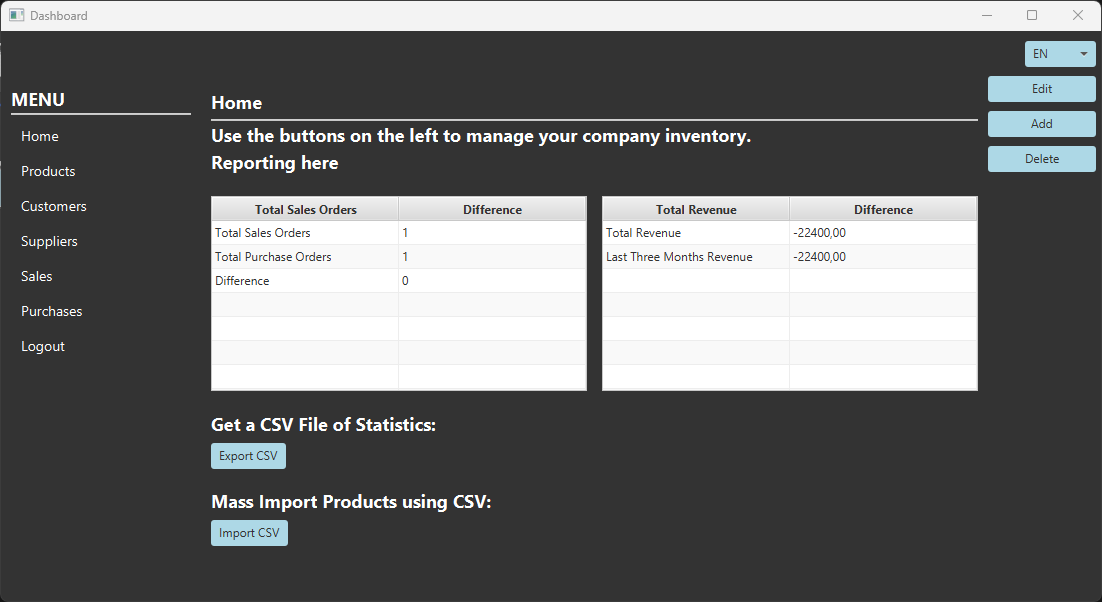 Dashboard
EN
Edit
Add
Delete
MENU
Home
Products
Customers
Suppliers
Sales
Purchases
Logout
Home
Use the buttons on the left to manage your company inventory.
Reporting here
Total Sales Orders Difference
Total Sales Orders 1
Total Purchase Orders 1
Difference 0
Total Revenue Difference
Total Revenue -22400,00
Last Three Months Revenue -22400,00
Get a CSV File of Statistics:
Export CSV
Mass Import Products using CSV:
Import CSV